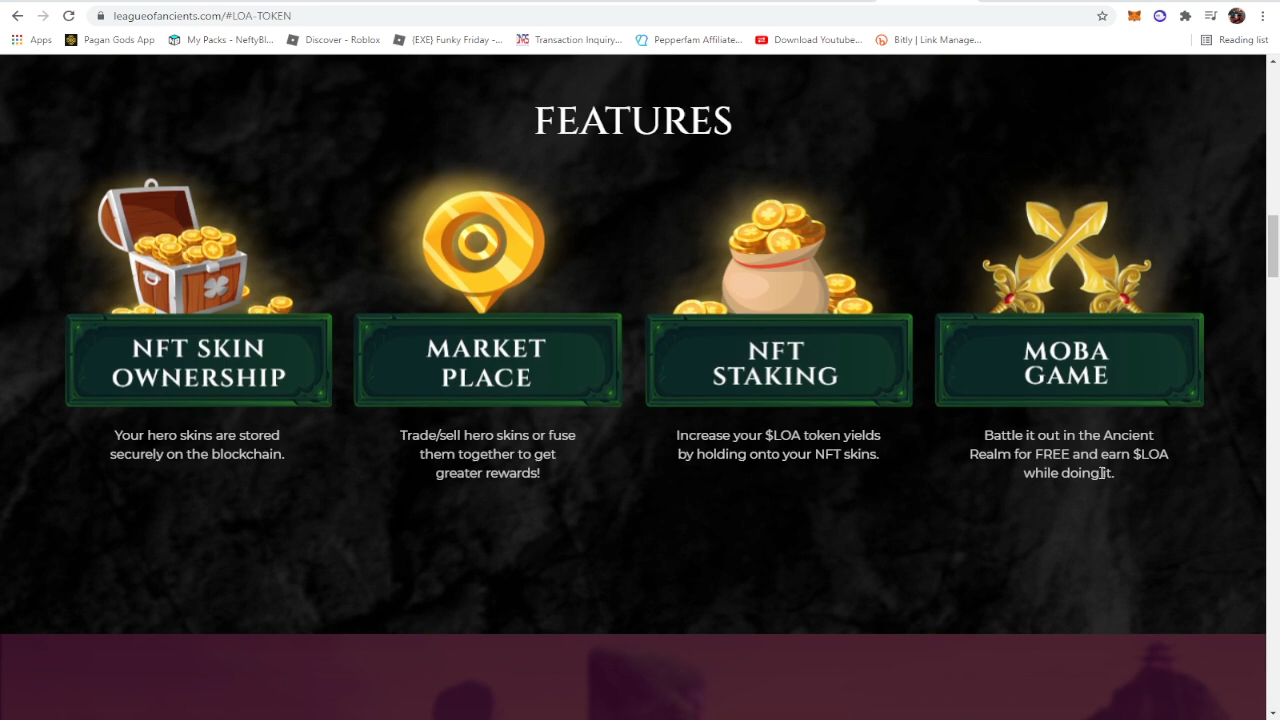 leagueofancients.com/#LOA-TOKEN
Apps
Pagan Gods App
My Packs - NeftyBl...
Discover - Roblox
{EXE} Funky Friday -...
Transaction Inquiry...
Pepperfam Affiliate...
Download Youtube...
Bitly | Link Manage...
Reading list
FEATURES
NFT SKIN
OWNERSHIP
MARKET
PLACE
NFT
STAKING
MOBA
GAME
Your hero skins are stored
securely on the blockchain.
Trade/sell hero skins or fuse
them together to get
greater rewards!
Increase your $LOA token yields
by holding onto your NFT skins.
Battle it out in the Ancient
Realm for FREE and earn $LOA
while doing it.